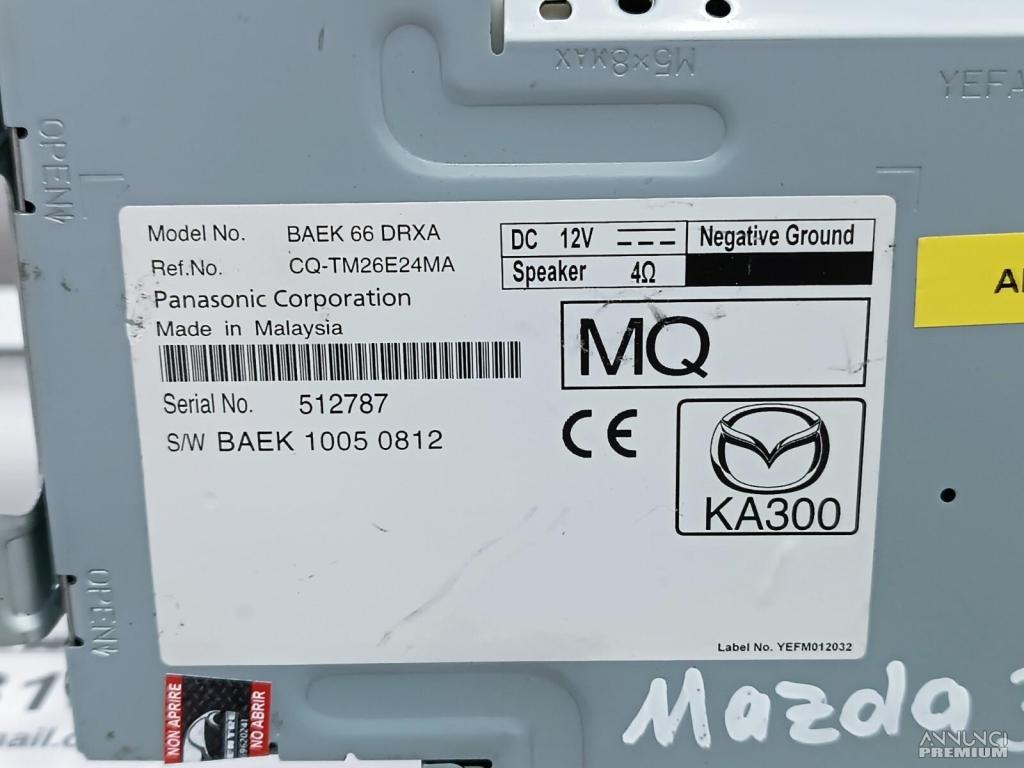 M5×8MAX
YEFA
OPEN
Model No. BAEK 66 DRXA
Ref.No. CQ-TM26E24MA
Panasonic Corporation
Made in Malaysia
Serial No. 512787
S/W BAEK 1005 0812
DC 12V
Negative Ground
Speaker 4Ω
MQ
CE
KA300
Label No. YEFM012032
OPEN
NON APRIRE
NO ABRIR
Mazda 3
mail.c
ANNUNCI
PREMIUM